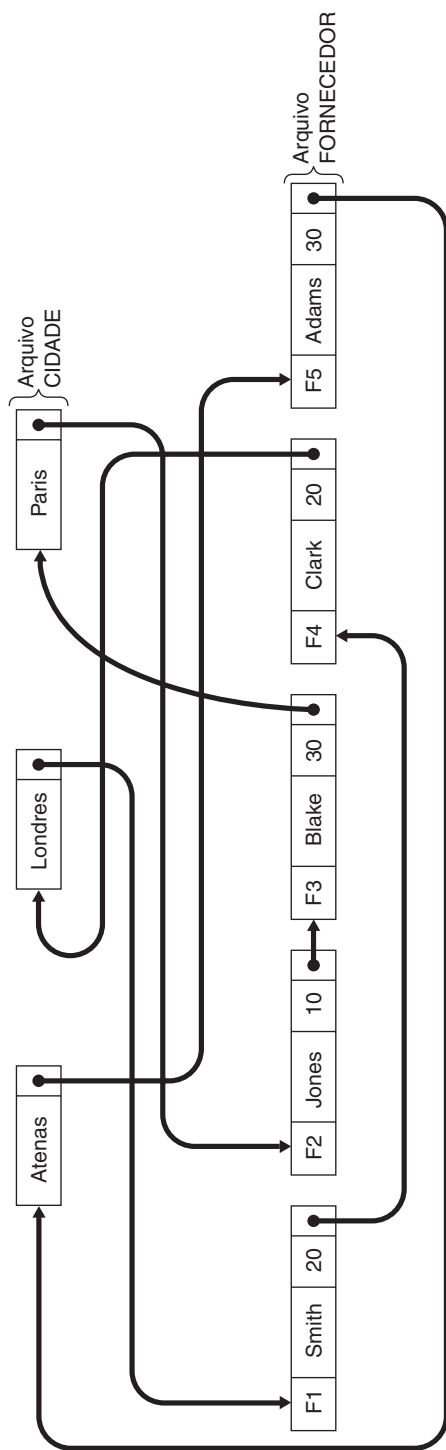 Arquivo
CIDADE
Atenas
Londres
Paris
Arquivo
FORNECEDOR
F1 Smith 20
F2 Jones 10
F3 Blake 30
F4 Clark 20
F5 Adams 30